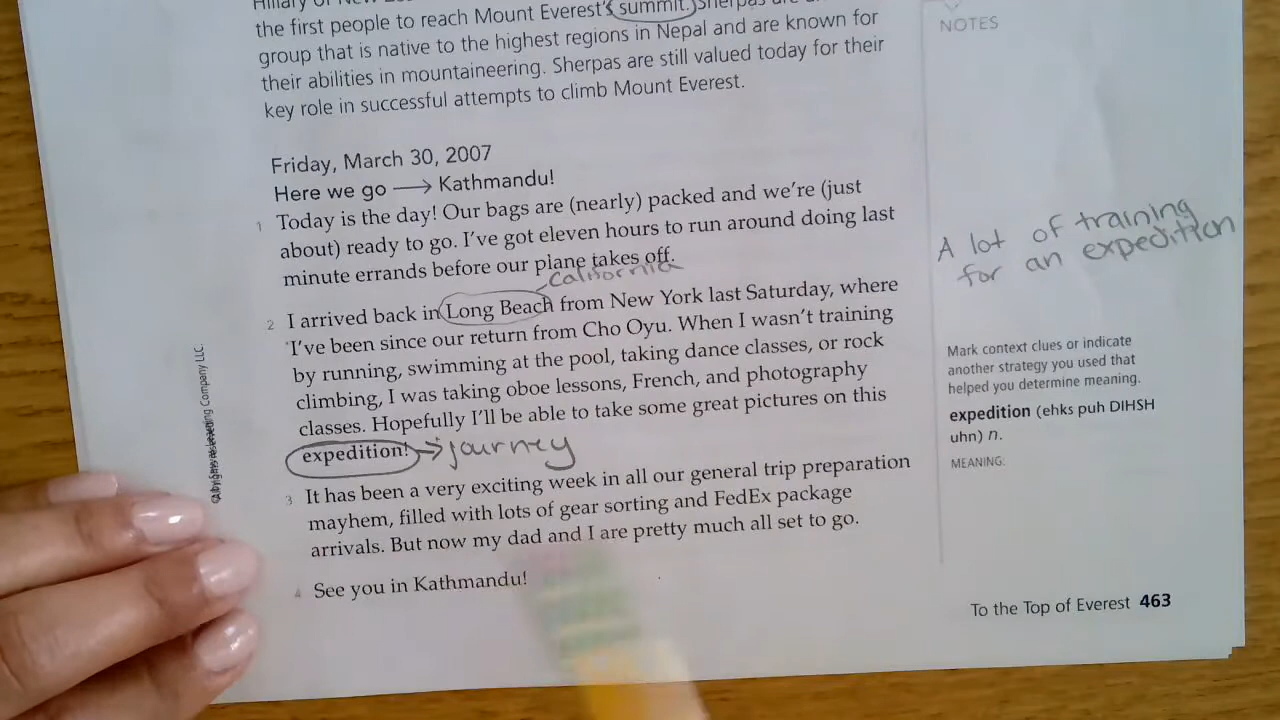 the first people to reach Mount Everest's summit. Sherpas are
group that is native to the highest regions in Nepal and are known for
their abilities in mountaineering. Sherpas are still valued today for their
key role in successful attempts to climb Mount Everest.
NOTES
Friday, March 30, 2007
Here we go → Kathmandu!
1 Today is the day! Our bags are (nearly) packed and we're (just
about) ready to go. I've got eleven hours to run around doing last
minute errands before our plane takes off.
California
2 I arrived back in Long Beach from New York last Saturday, where
I've been since our return from Cho Oyu. When I wasn't training
by running, swimming at the pool, taking dance classes, or rock
climbing, I was taking oboe lessons, French, and photography
classes. Hopefully I'll be able to take some great pictures on this
expedition! → journey
3 It has been a very exciting week in all our general trip preparation
mayhem, filled with lots of gear sorting and FedEx package
arrivals. But now my dad and I are pretty much all set to go.
4 See you in Kathmandu!
A lot of training
for an expedition
Mark context clues or indicate
another strategy you used that
helped you determine meaning.
expedition (ehks puh DIHSH
uhn) n.
MEANING:
To the Top of Everest 463
Company LLC.